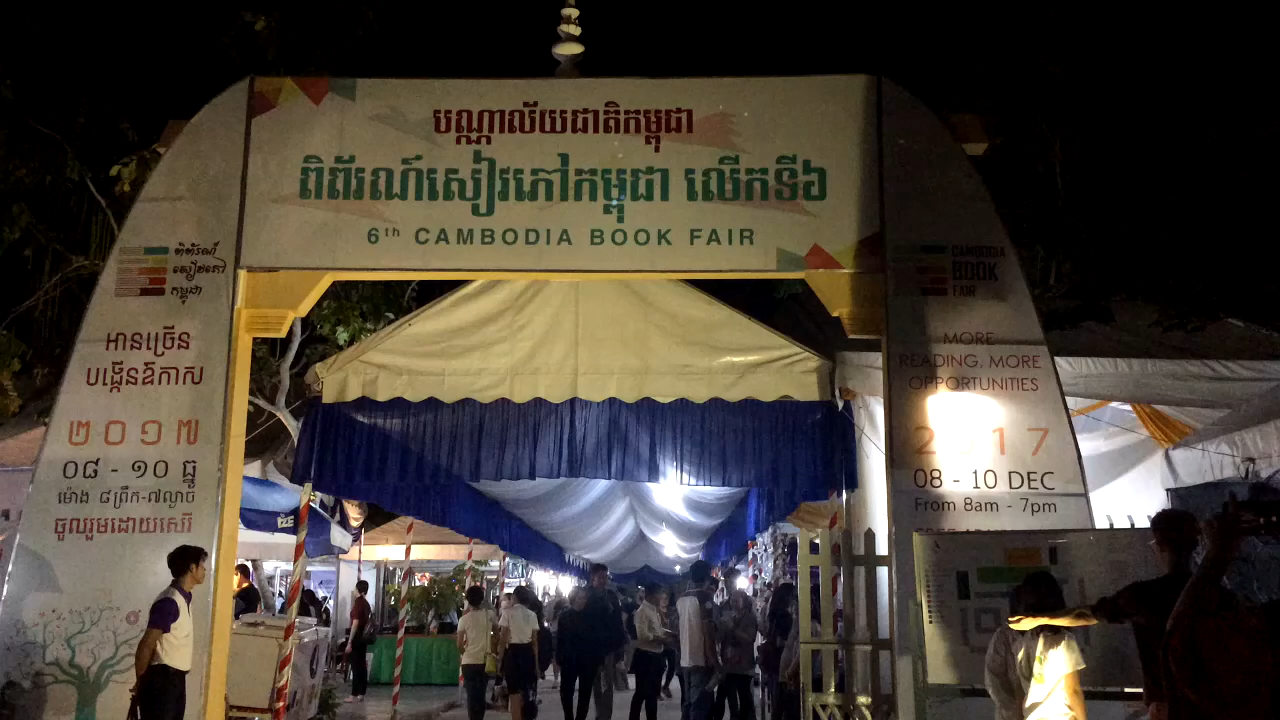 បណ្ណាល័យជាតិកម្ពុជា
ពិព័រណ៍សៀវភៅកម្ពុជា លើកទី៦
6th CAMBODIA BOOK FAIR
ពិព័រណ៍
សៀវភៅ
កម្ពុជា
អានច្រើន
បង្កើនឱកាស
២០១៧
០៨ - ១០ ធ្នូ
ម៉ោង ៨ព្រឹក-៧ល្ងាច
ចូលរួមដោយសេរី
CAMBODIA
BOOK
FAIR
MORE
READING, MORE
OPPORTUNITIES
2017
08 - 10 DEC
From 8am - 7pm